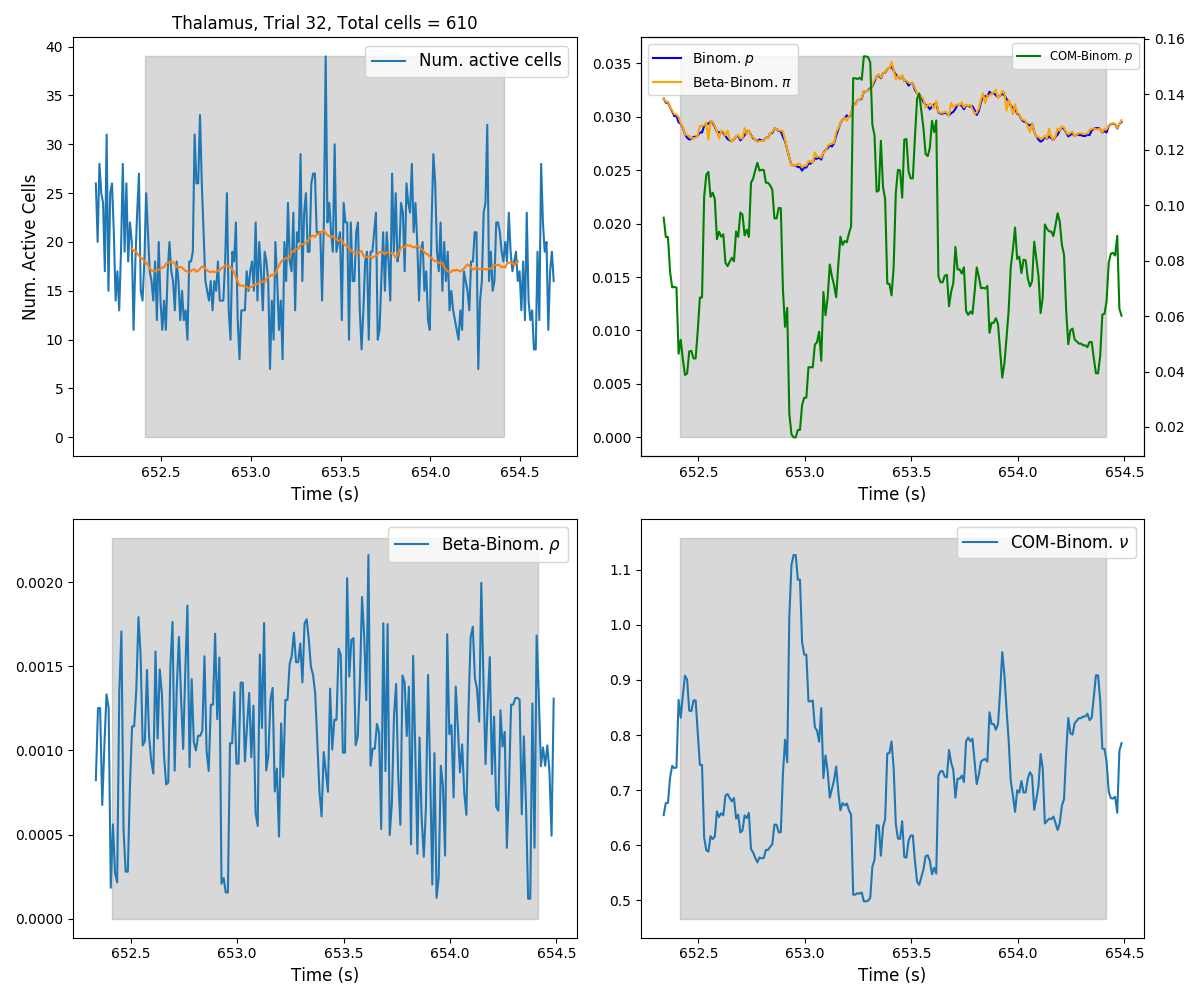 Thalamus, Trial 32, Total cells = 610
Num. active cells
Num. Active Cells
40
35
30
25
20
15
10
5
0
652.5 653.0 653.5 654.0 654.5
Time (s)
Binom. p
Beta-Binom. π
COM-Binom. p
0.035
0.030
0.025
0.020
0.015
0.010
0.005
0.000
0.16
0.14
0.12
0.10
0.08
0.06
0.04
0.02
652.5 653.0 653.5 654.0 654.5
Time (s)
Beta-Binom. ρ
0.0020
0.0015
0.0010
0.0005
0.0000
652.5 653.0 653.5 654.0 654.5
Time (s)
COM-Binom. ν
1.1
1.0
0.9
0.8
0.7
0.6
0.5
652.5 653.0 653.5 654.0 654.5
Time (s)